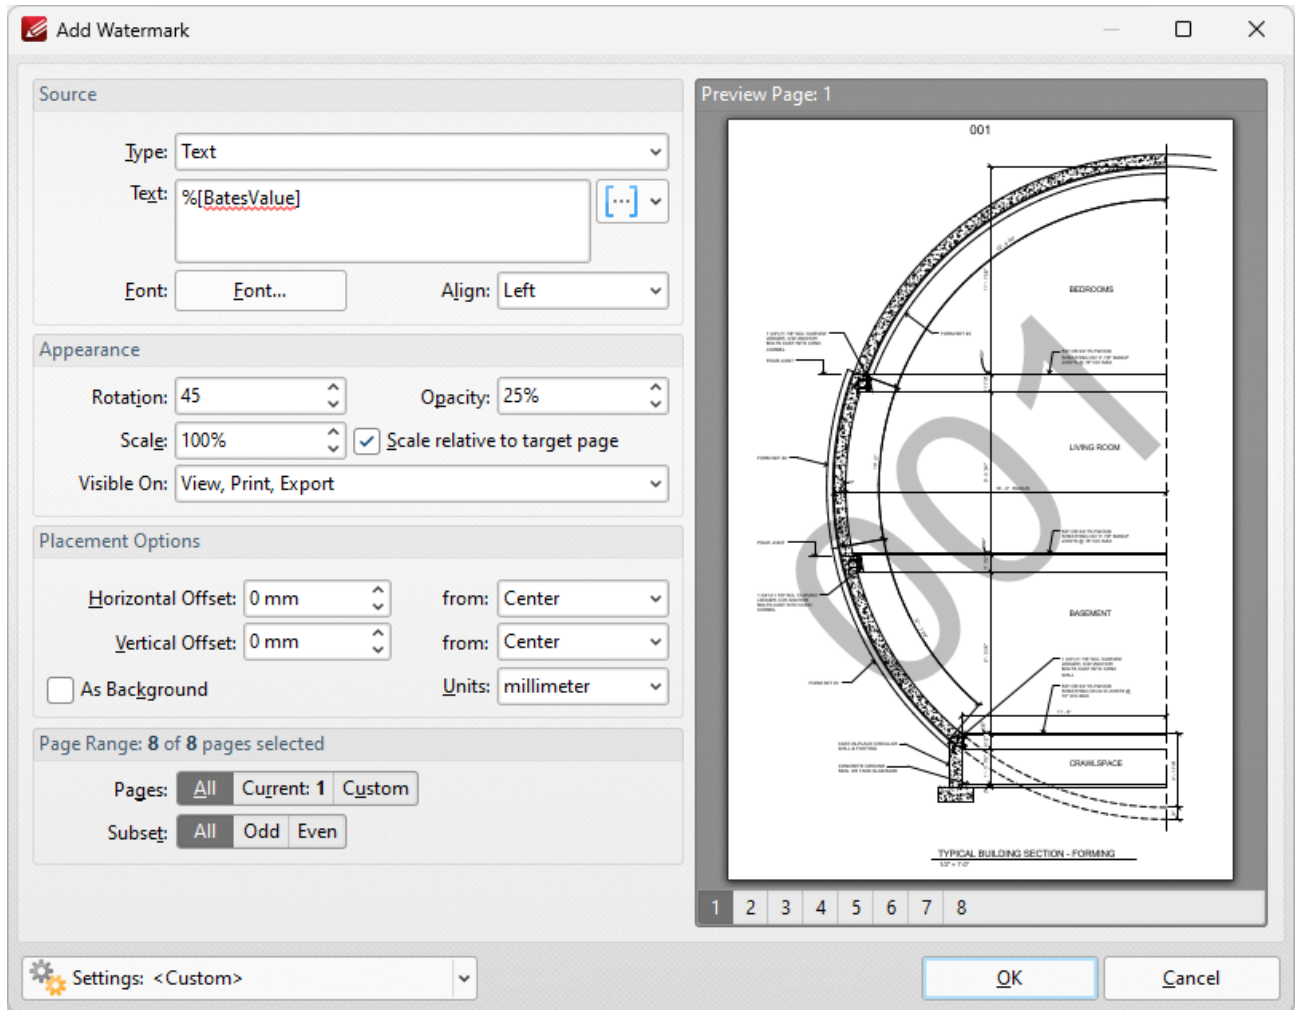 Add Watermark
Source
Type: Text
Text: %[BatesValue]
Font: Font... Align: Left
Appearance
Rotation: 45 Opacity: 25%
Scale: 100% Scale relative to target page
Visible On: View, Print, Export
Placement Options
Horizontal Offset: 0 mm from: Center
Vertical Offset: 0 mm from: Center
As Background Units: millimeter
Page Range: 8 of 8 pages selected
Pages: All Current: 1 Custom
Subset: All Odd Even
Preview Page: 1
001
BEDROOMS
LIVING ROOM
001
BASEMENT
CRAWLSPACE
TYPICAL BUILDING SECTION - FORMING
1 2 3 4 5 6 7 8
Settings: <Custom>
OK Cancel